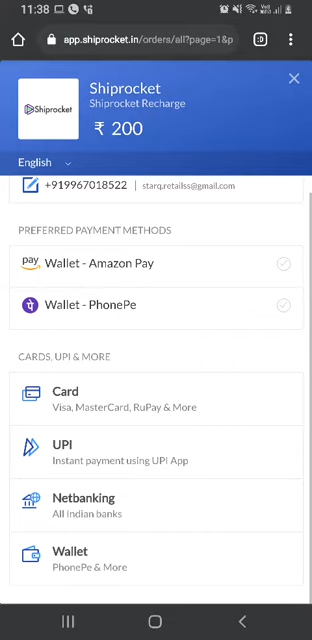 11:38
app.shiprocket.in/orders/all?page=1&p
:D
Shiprocket
Shiprocket
Shiprocket Recharge
₹ 200
English
+919967018522 | starq.retailss@gmail.com
PREFERRED PAYMENT METHODS
pay Wallet - Amazon Pay
Wallet - PhonePe
CARDS, UPI & MORE
Card
Visa, MasterCard, RuPay & More
UPI
Instant payment using UPI App
Netbanking
All Indian banks
Wallet
PhonePe & More